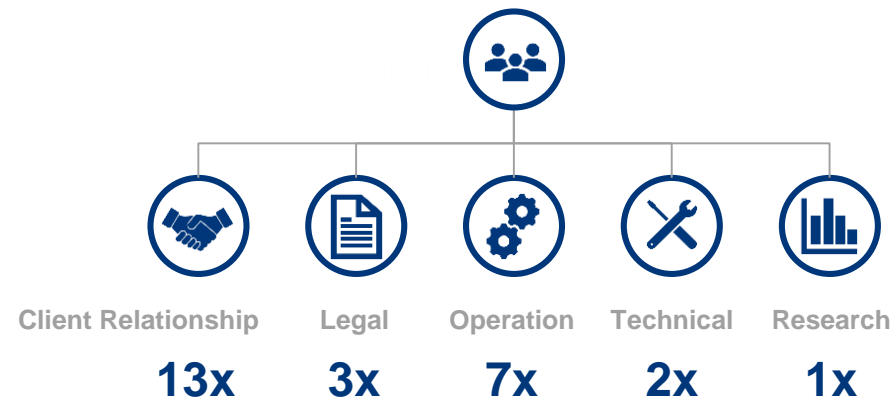 Client Relationship Legal Operation Technical Research
13x 3x 7x 2x 1x